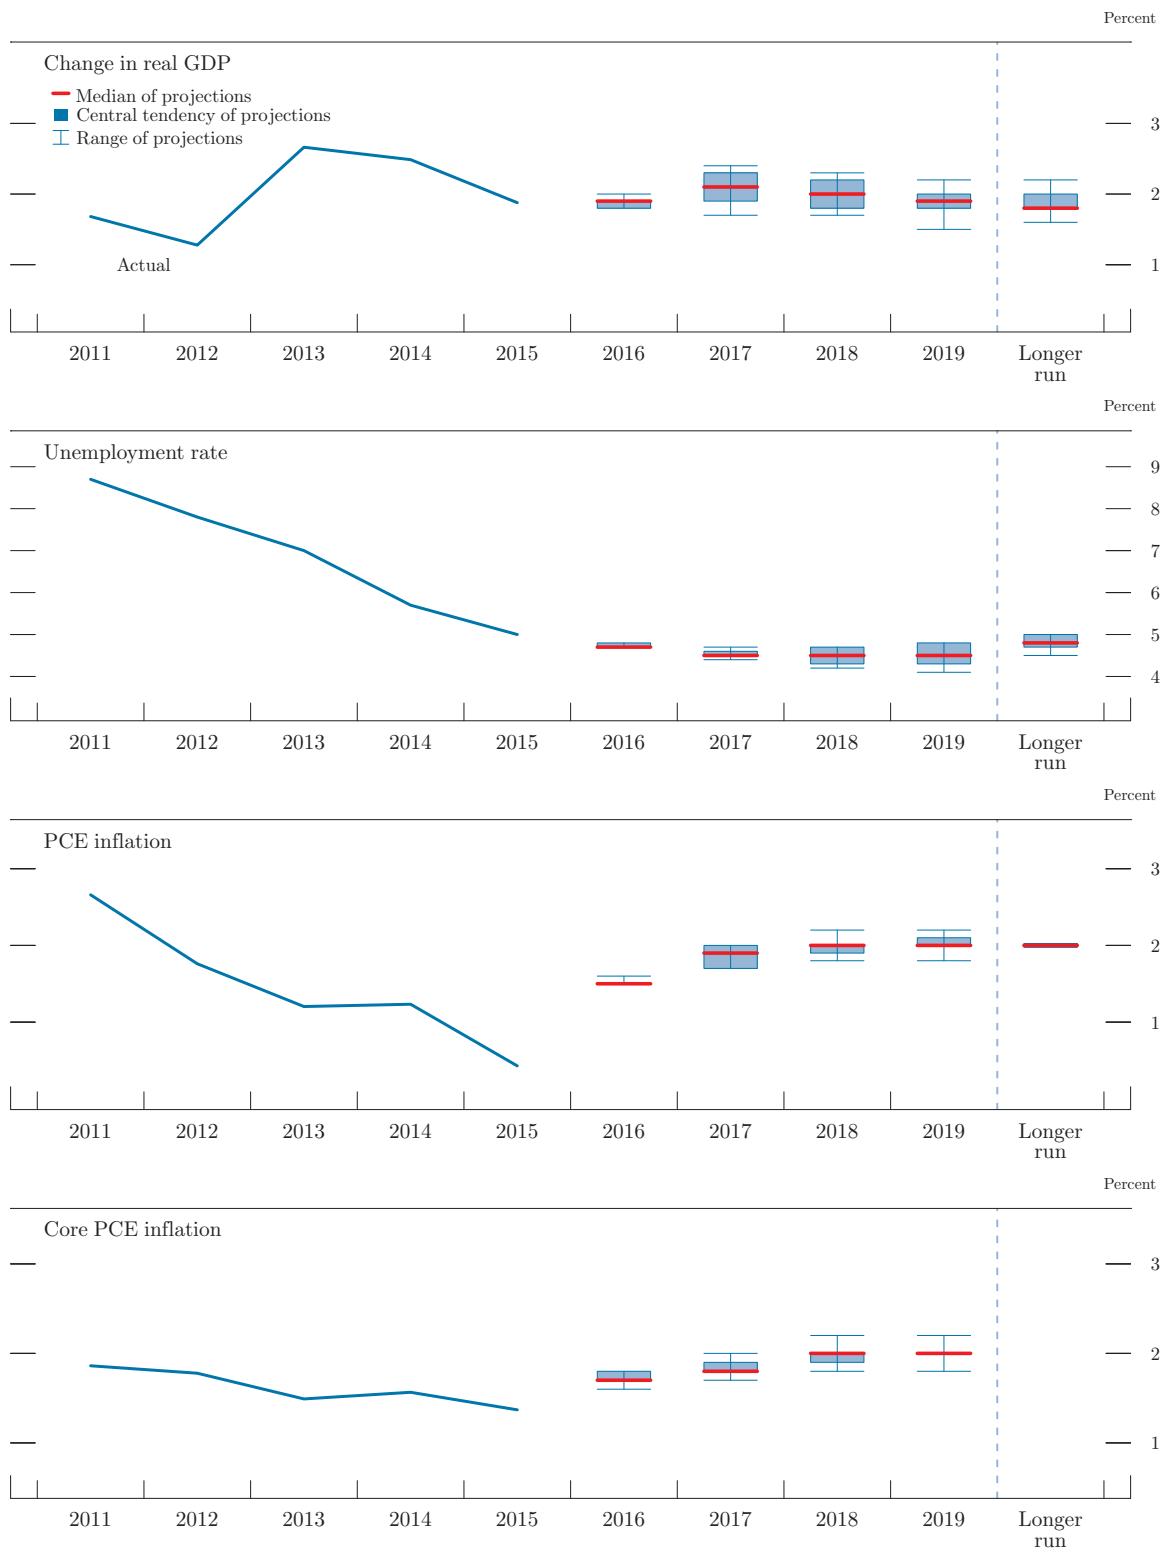 Percent
Change in real GDP
Median of projections
Central tendency of projections
Range of projections
3
2
1
Actual
2011 2012 2013 2014 2015 2016 2017 2018 2019 Longer
run
Percent
Unemployment rate
9
8
7
6
5
4
2011 2012 2013 2014 2015 2016 2017 2018 2019 Longer
run
Percent
PCE inflation
3
2
1
2011 2012 2013 2014 2015 2016 2017 2018 2019 Longer
run
Percent
Core PCE inflation
3
2
1
2011 2012 2013 2014 2015 2016 2017 2018 2019 Longer
run